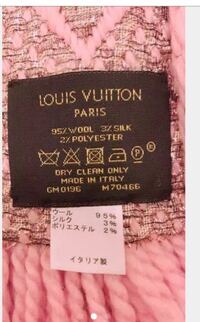 LOUIS VUITTON
PARIS
95% WOOL 3% SILK
2% POLYESTER
P
DRY CLEAN ONLY
MADE IN ITALY
GM0196 M70466
ウール 95%
シルク 3%
ポリエステル 2%
イタリア製